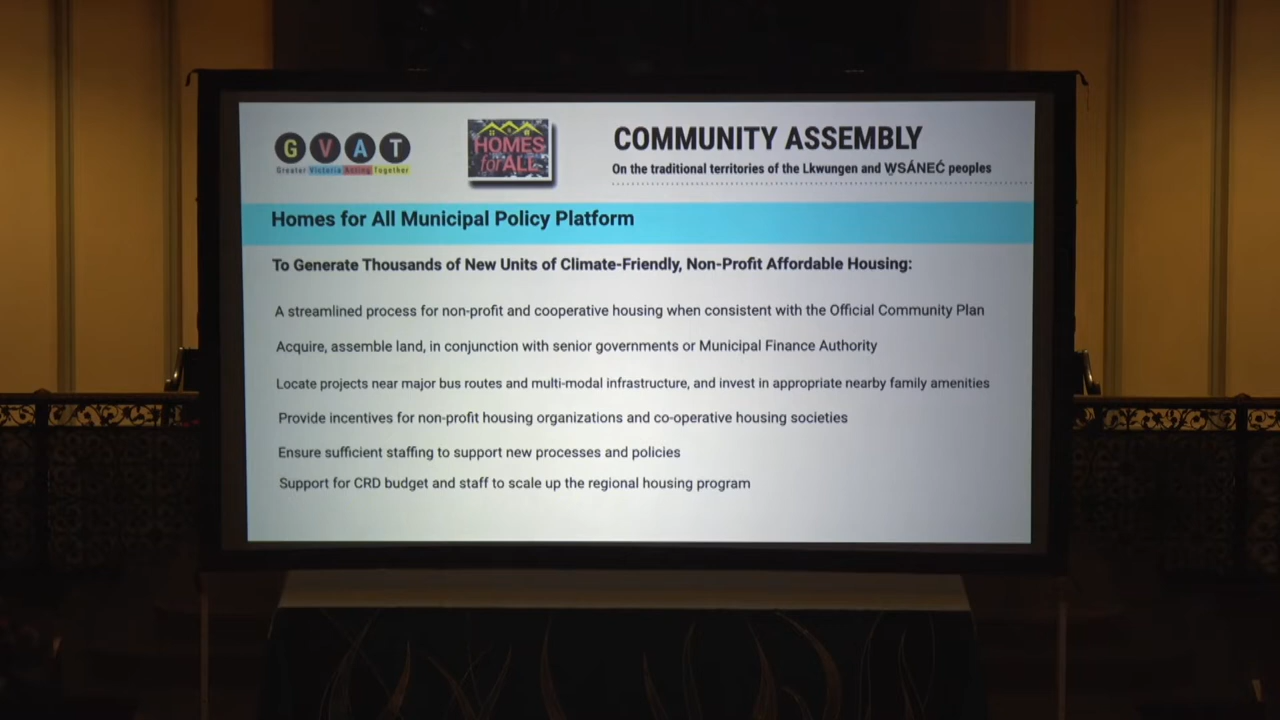 GVAT
Greater Victoria Acting Together
HOMES
for ALL
COMMUNITY ASSEMBLY
On the traditional territories of the Lkwungen and W̱SÁNEĆ peoples
Homes for All Municipal Policy Platform
To Generate Thousands of New Units of Climate-Friendly, Non-Profit Affordable Housing:
A streamlined process for non-profit and cooperative housing when consistent with the Official Community Plan
Acquire, assemble land, in conjunction with senior governments or Municipal Finance Authority
Locate projects near major bus routes and multi-modal infrastructure, and invest in appropriate nearby family amenities
Provide incentives for non-profit housing organizations and co-operative housing societies
Ensure sufficient staffing to support new processes and policies
Support for CRD budget and staff to scale up the regional housing program